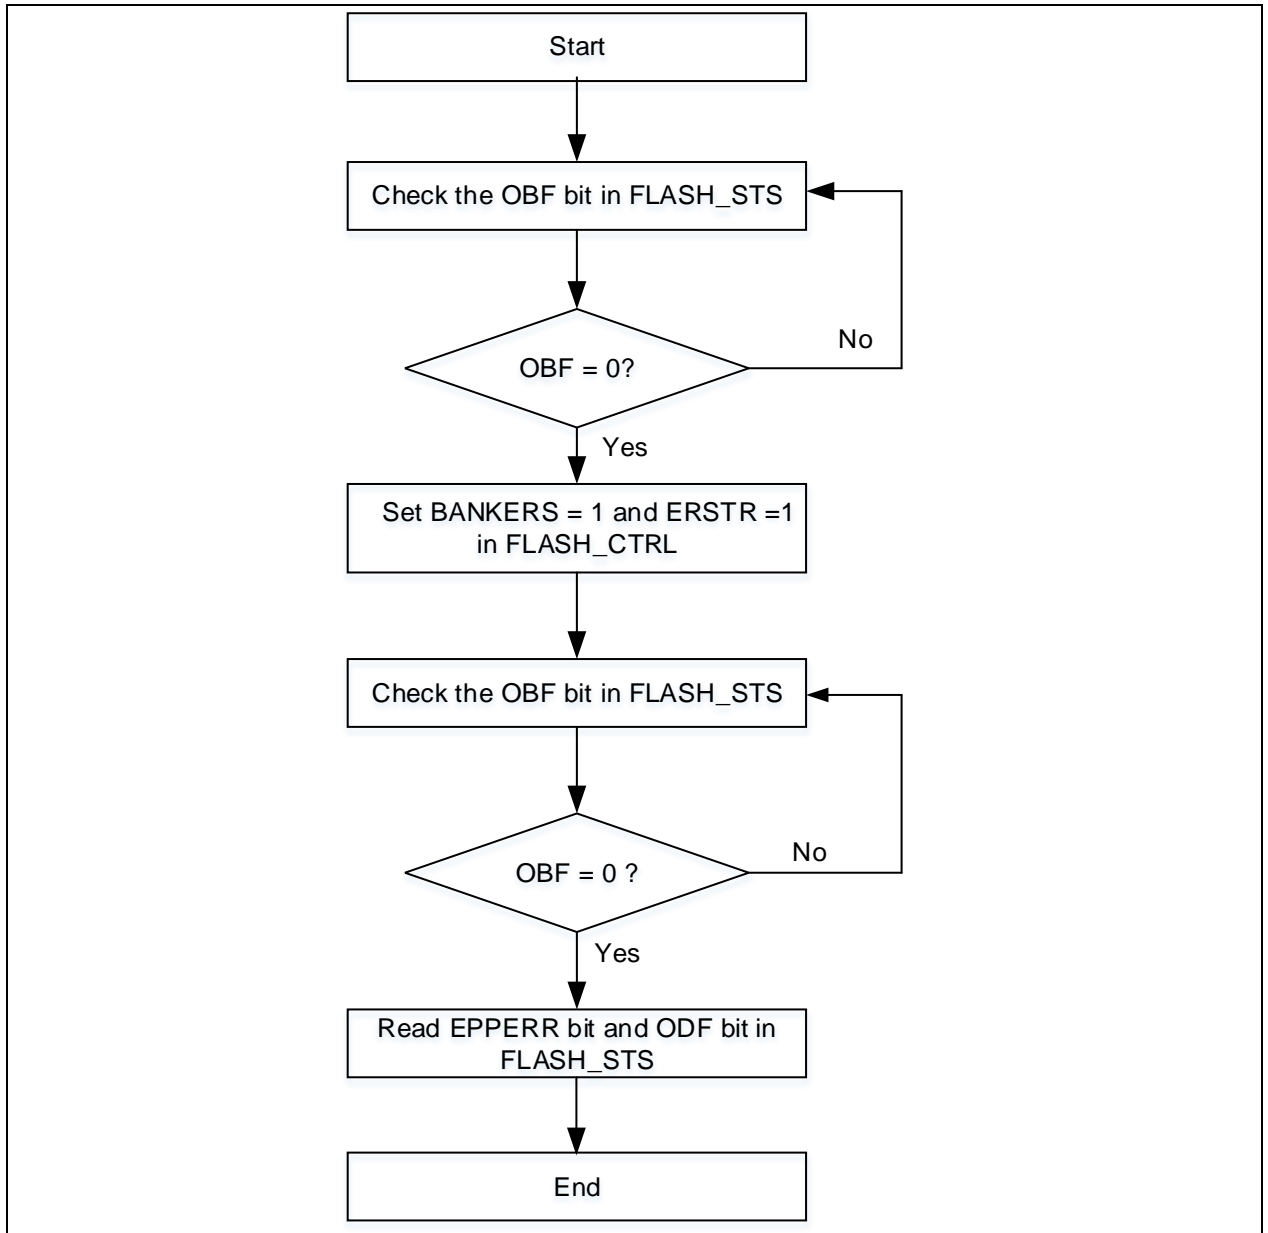 Start
Check the OBF bit in FLASH_STS
OBF = 0?
No
Yes
Set BANKERS = 1 and ERSTR =1
in FLASH_CTRL
Check the OBF bit in FLASH_STS
OBF = 0 ?
No
Yes
Read EPPERR bit and ODF bit in
FLASH_STS
End